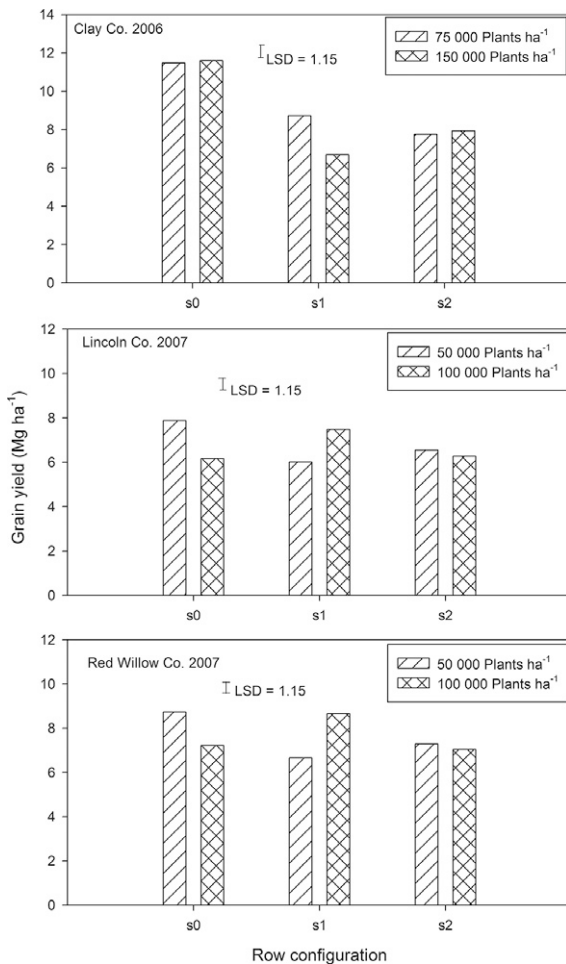 Clay Co. 2006
LSD = 1.15
75 000 Plants ha⁻¹
150 000 Plants ha⁻¹
14
12
10
8
6
4
2
0
s0 s1 s2
Lincoln Co. 2007
LSD = 1.15
50 000 Plants ha⁻¹
100 000 Plants ha⁻¹
12
10
8
6
4
2
0
s0 s1 s2
Grain yield (Mg ha⁻¹)
Red Willow Co. 2007
LSD = 1.15
50 000 Plants ha⁻¹
100 000 Plants ha⁻¹
12
10
8
6
4
2
0
s0 s1 s2
Row configuration